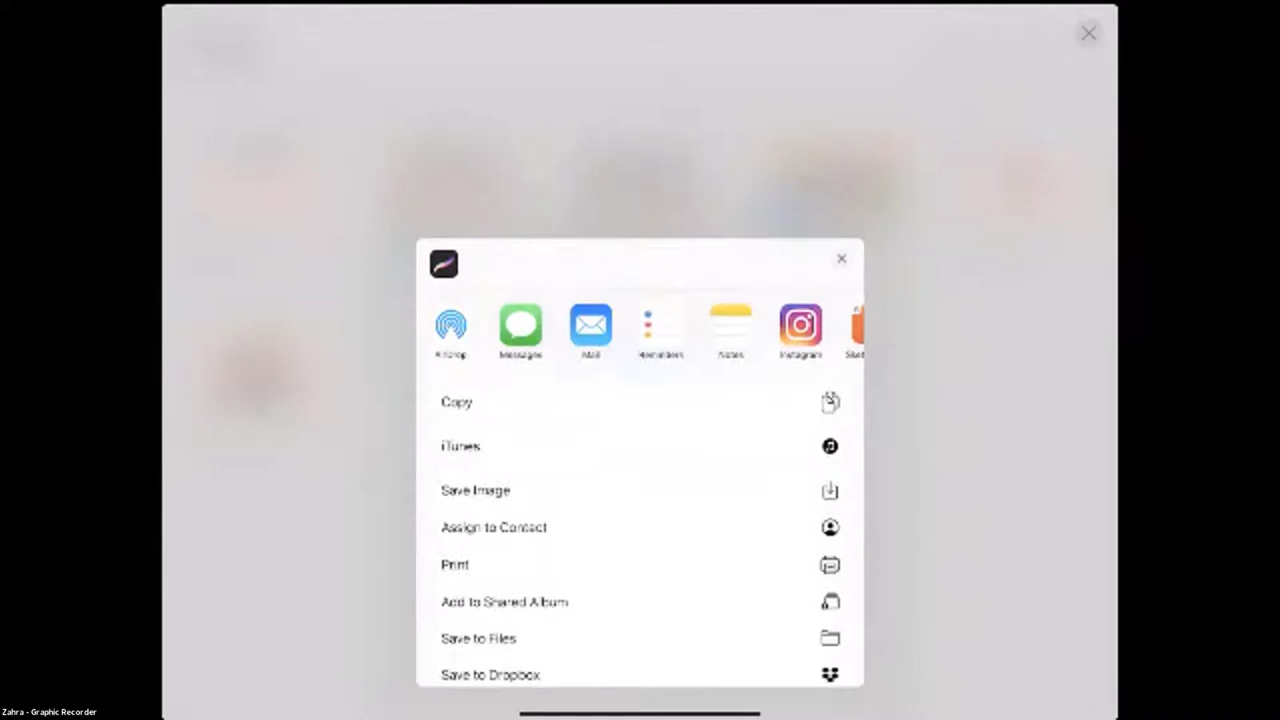 AirDrop
Messages
Mail
Reminders
Notes
Instagram
Copy
iTunes
Save Image
Assign to Contact
Print
Add to Shared Album
Save to Files
Save to Dropbox
Zahra - Graphic Recorder